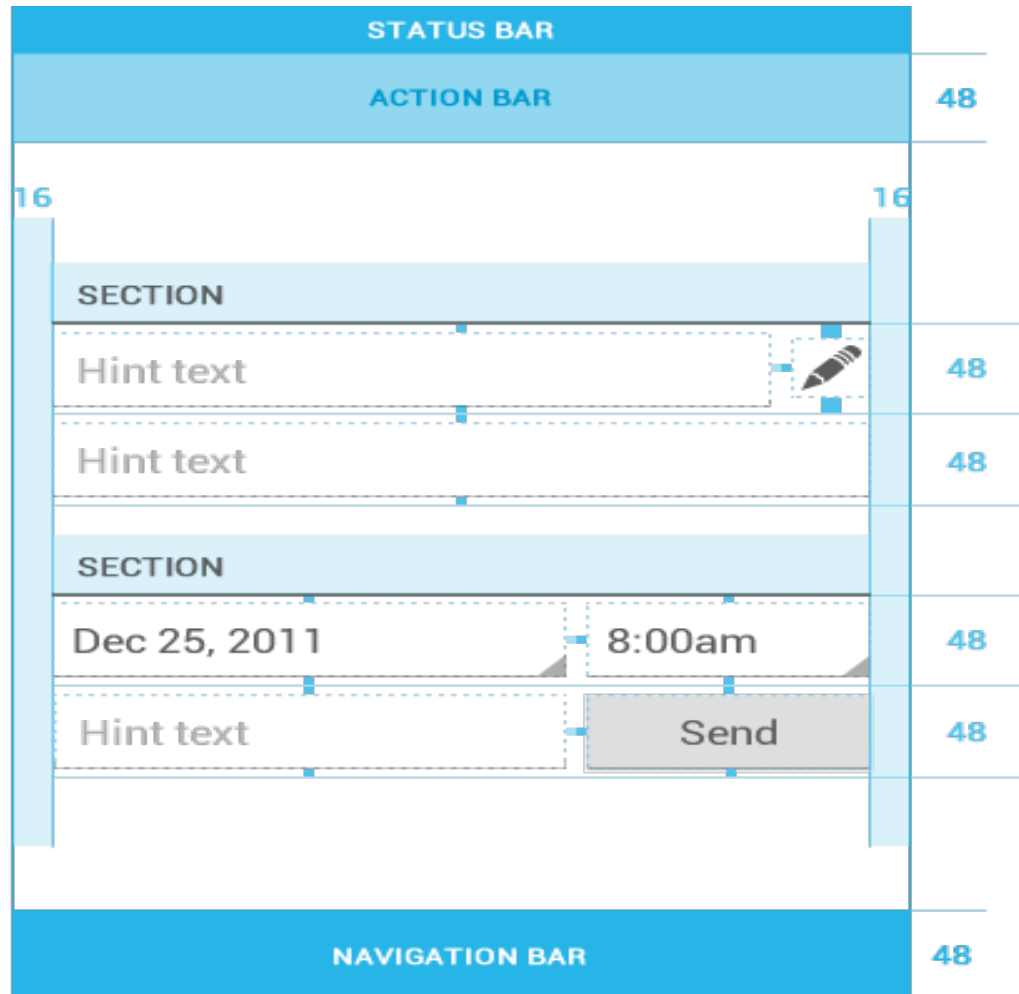 STATUS BAR
ACTION BAR 48
16 16
SECTION
Hint text 48
Hint text 48
SECTION
Dec 25, 2011 8:00am 48
Hint text Send 48
NAVIGATION BAR 48